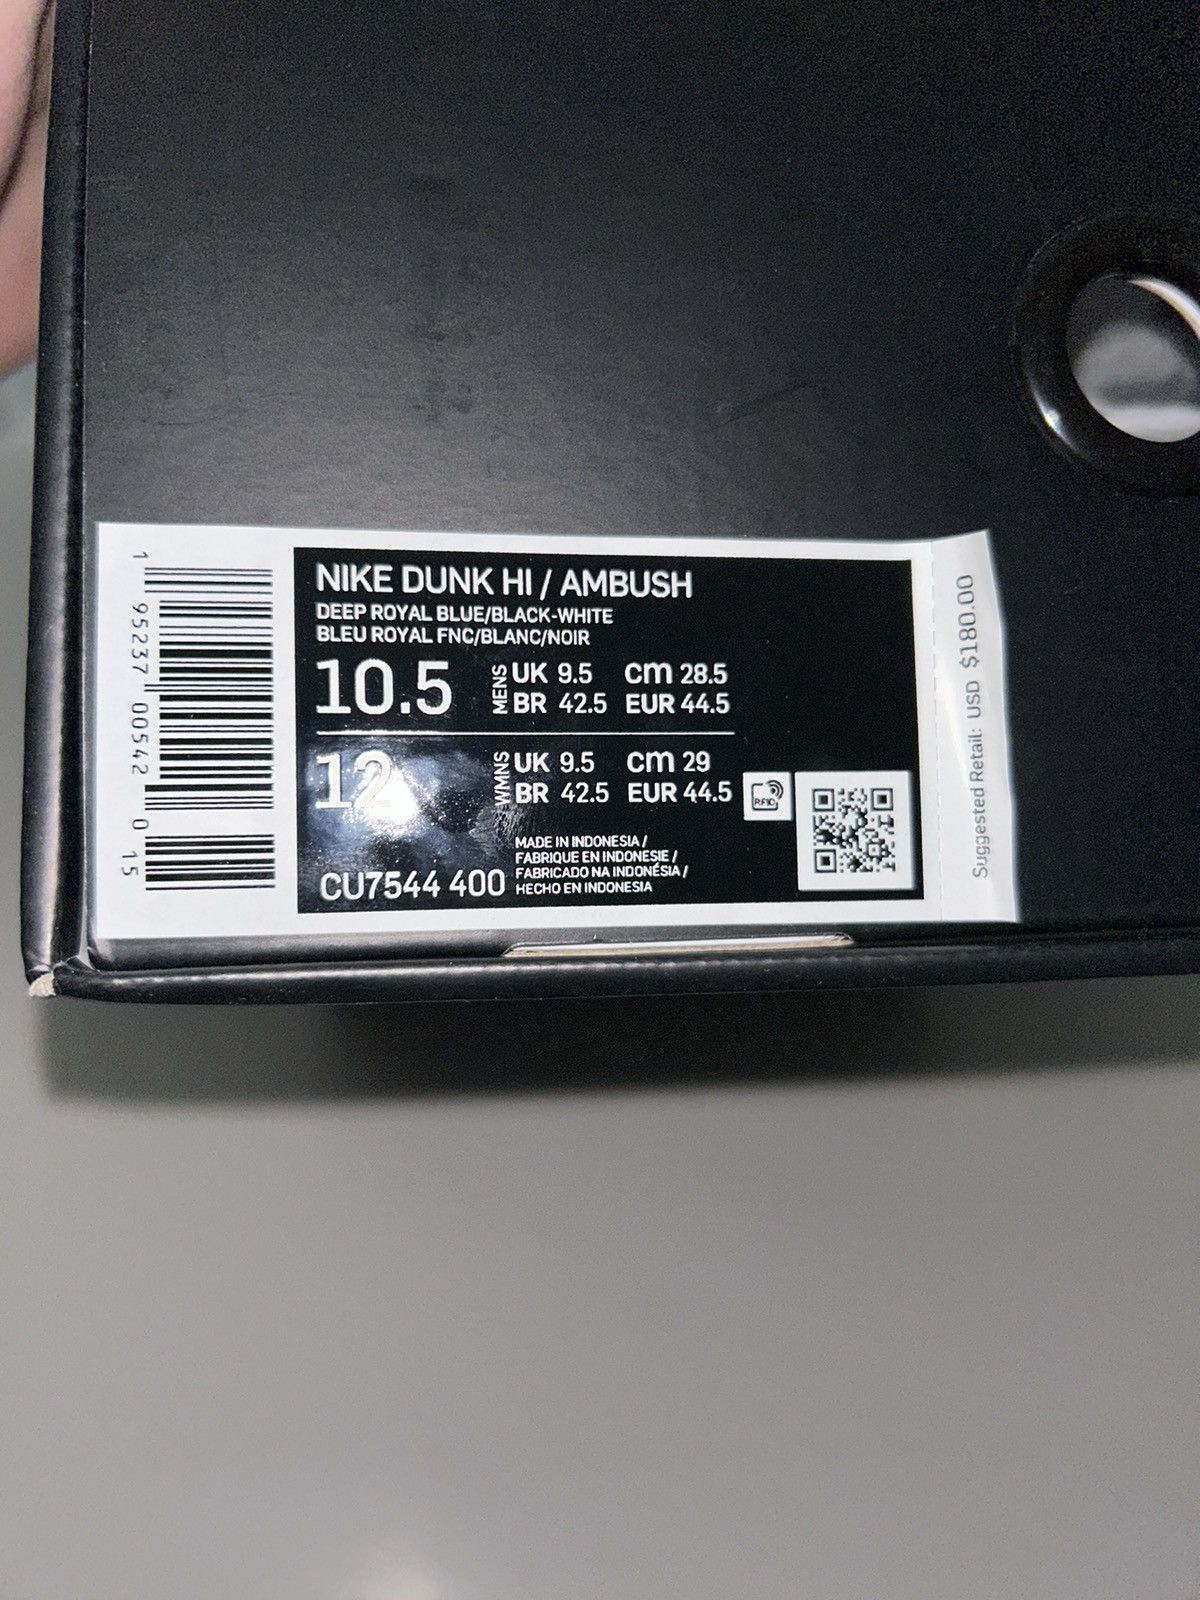 NIKE DUNK HI / AMBUSH
DEEP ROYAL BLUE/BLACK-WHITE
BLEU ROYAL FNC/BLANC/NOIR
10.5 MENS UK 9.5 cm 28.5
BR 42.5 EUR 44.5
12 WMNS UK 9.5 cm 29
BR 42.5 EUR 44.5
RFID
MADE IN INDONESIA /
FABRIQUE EN INDONESIE /
FABRICADO NA INDONÉSIA /
HECHO EN INDONESIA
CU7544 400
1 95237 00542 0 15
Suggested Retail: USD $180.00